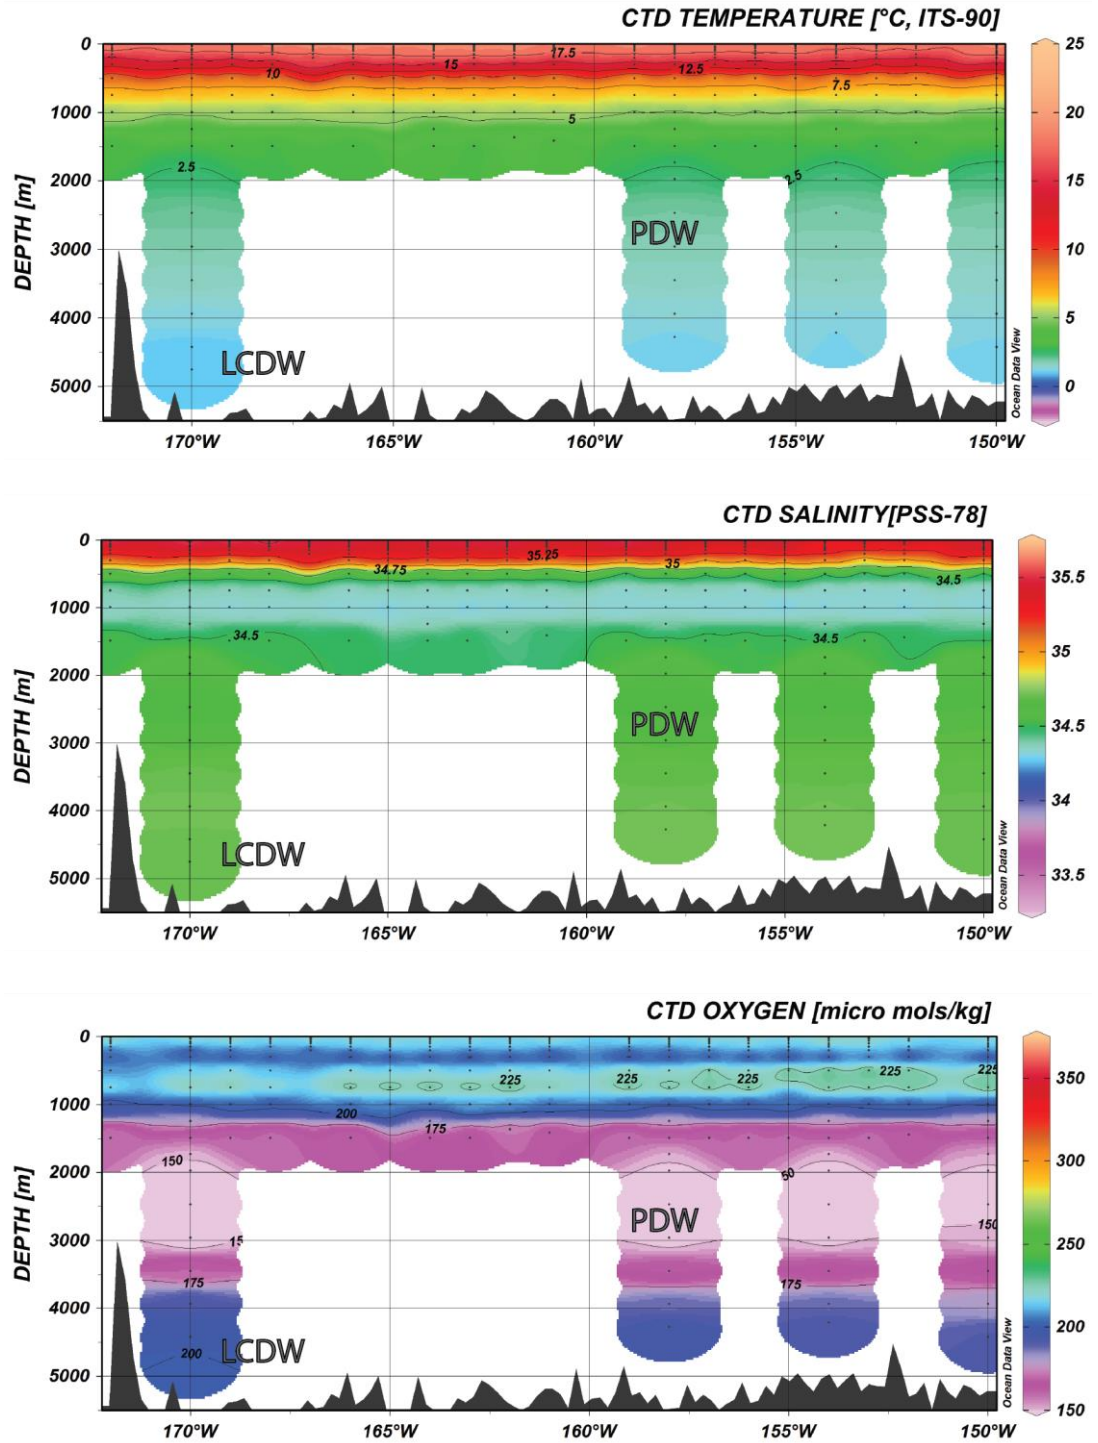 CTD TEMPERATURE [°C, ITS-90]
0
1000
2000
3000
4000
5000
DEPTH [m]
17.5
15
10
12.5
7.5
5
2.5
2.5
PDW
LCDW
170°W
165°W
160°W
155°W
150°W
Ocean Data View
25
20
15
10
5
0
CTD SALINITY[PSS-78]
0
1000
2000
3000
4000
5000
DEPTH [m]
35.25
34.75
35
34.5
34.5
34.5
PDW
LCDW
170°W
165°W
160°W
155°W
150°W
Ocean Data View
35.5
35
34.5
34
33.5
CTD OXYGEN [micro mols/kg]
0
1000
2000
3000
4000
5000
DEPTH [m]
225
225
225
225
225
200
175
150
50
PDW
150
15
175
175
200
LCDW
170°W
165°W
160°W
155°W
150°W
Ocean Data View
350
300
250
200
150